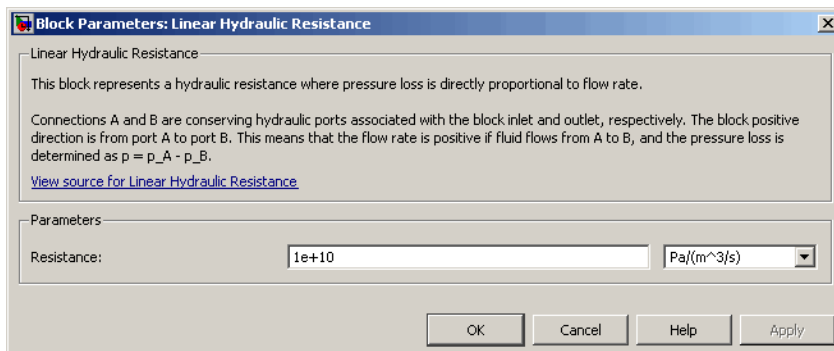 Block Parameters: Linear Hydraulic Resistance
Linear Hydraulic Resistance
This block represents a hydraulic resistance where pressure loss is directly proportional to flow rate.
Connections A and B are conserving hydraulic ports associated with the block inlet and outlet, respectively. The block positive
direction is from port A to port B. This means that the flow rate is positive if fluid flows from A to B, and the pressure loss is
determined as p = p_A - p_B.
View source for Linear Hydraulic Resistance
Parameters
Resistance: 1e+10 Pa/(m^3/s)
OK Cancel Help Apply